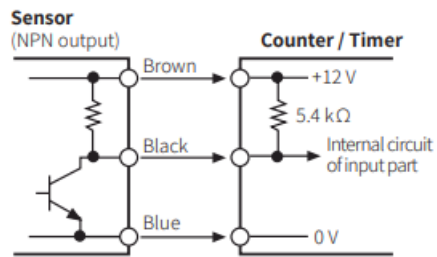 Sensor
(NPN output)
Counter / Timer
Brown
+12 V
5.4 kΩ
Black
Internal circuit
of input part
Blue
0 V